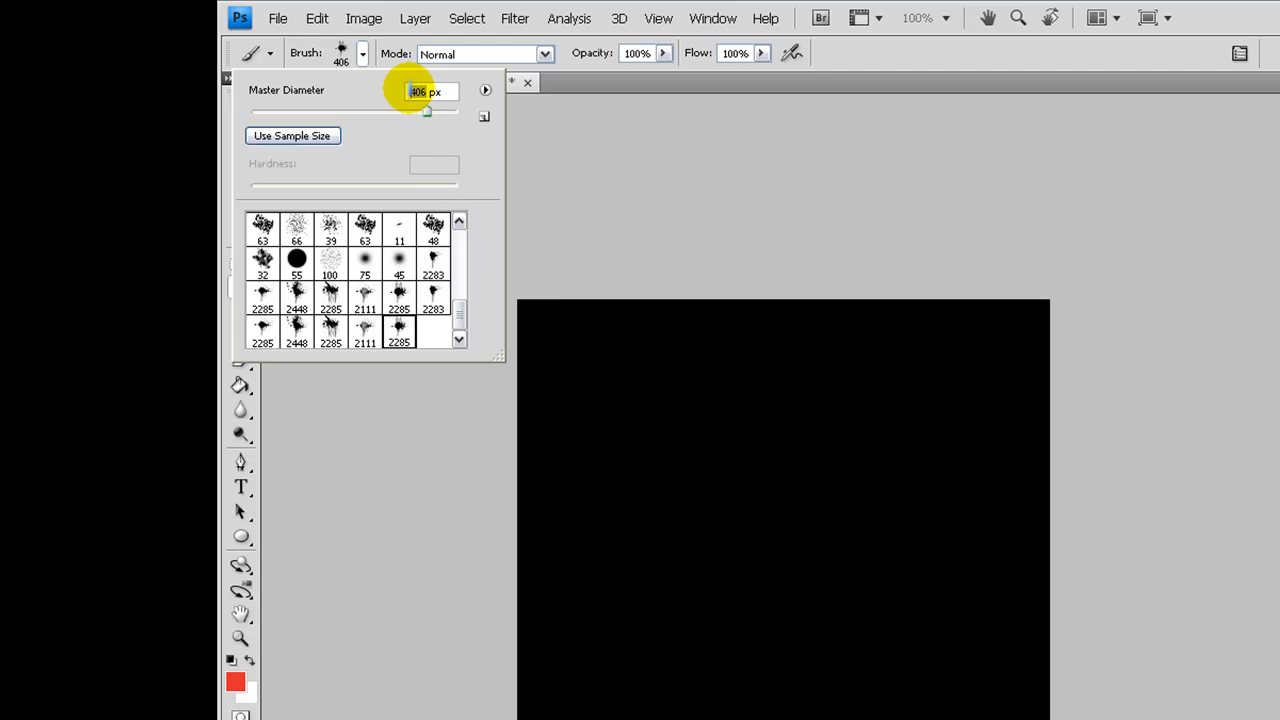 Ps File Edit Image Layer Select Filter Analysis 3D View Window Help Br 100%
Brush: 406 Mode: Normal Opacity: 100% Flow: 100%
* ×
Master Diameter 406 px
Use Sample Size
Hardness:
63 66 39 63 11 48
32 55 100 75 45 2283
2285 2448 2285 2111 2285 2283
2285 2448 2285 2111 2285
T